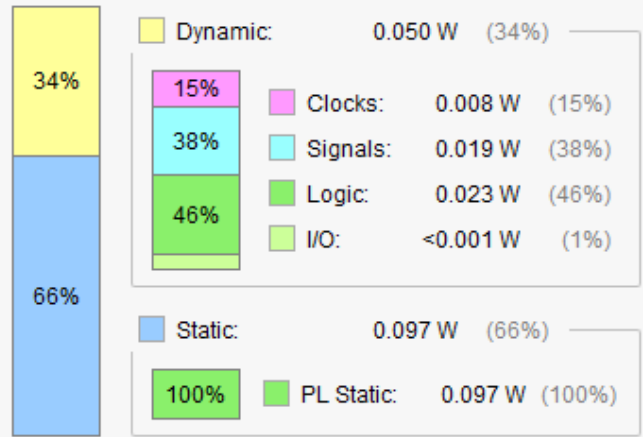 Dynamic: 0.050 W (34%)
34%
15%
Clocks: 0.008 W (15%)
38%
Signals: 0.019 W (38%)
46%
Logic: 0.023 W (46%)
I/O: <0.001 W (1%)
66%
Static: 0.097 W (66%)
100%
PL Static: 0.097 W (100%)